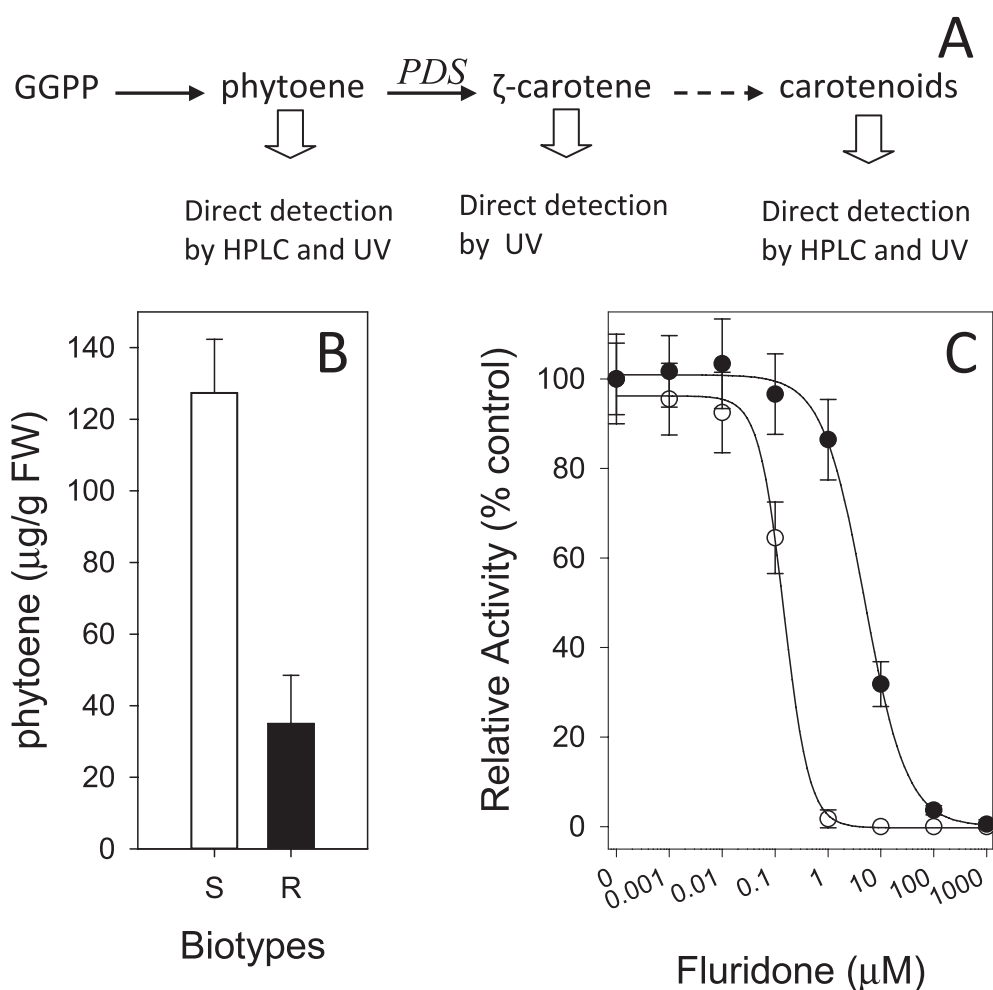 A
GGPP phytoene PDS ζ-carotene carotenoids
Direct detection
by HPLC and UV
Direct detection
by UV
Direct detection
by HPLC and UV
B
phytoene (μg/g FW)
140
120
100
80
60
40
20
0
S R
Biotypes
C
Relative Activity (% control)
100
80
60
40
20
0
0 0.001 0.01 0.1 1 10 100 1000
Fluridone (μM)